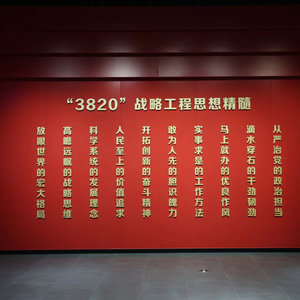 “3820”战略工程思想精髓
放眼世界的宏大格局
高瞻远瞩的战略思维
科学系统的发展理念
人民至上的价值追求
开拓创新的奋斗精神
敢为人先的胆识魄力
实事求是的工作方法
马上就办的优良作风
滴水穿石的干劲韧劲
从严治党的政治担当